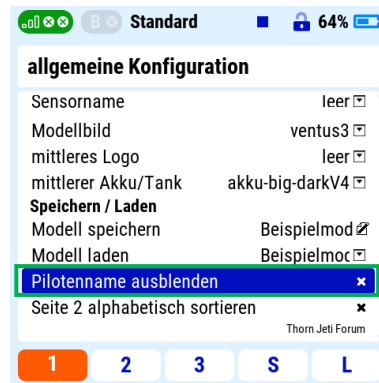 B Standard 64%
allgemeine Konfiguration
Sensorname leer
Modellbild ventus3
mittleres Logo leer
mittlerer Akku/Tank akku-big-darkV4
Speichern / Laden
Modell speichern Beispielmod
Modell laden Beispielmoc
Pilotenname ausblenden
Seite 2 alphabetisch sortieren
Thorn Jeti Forum
1 2 3 S L